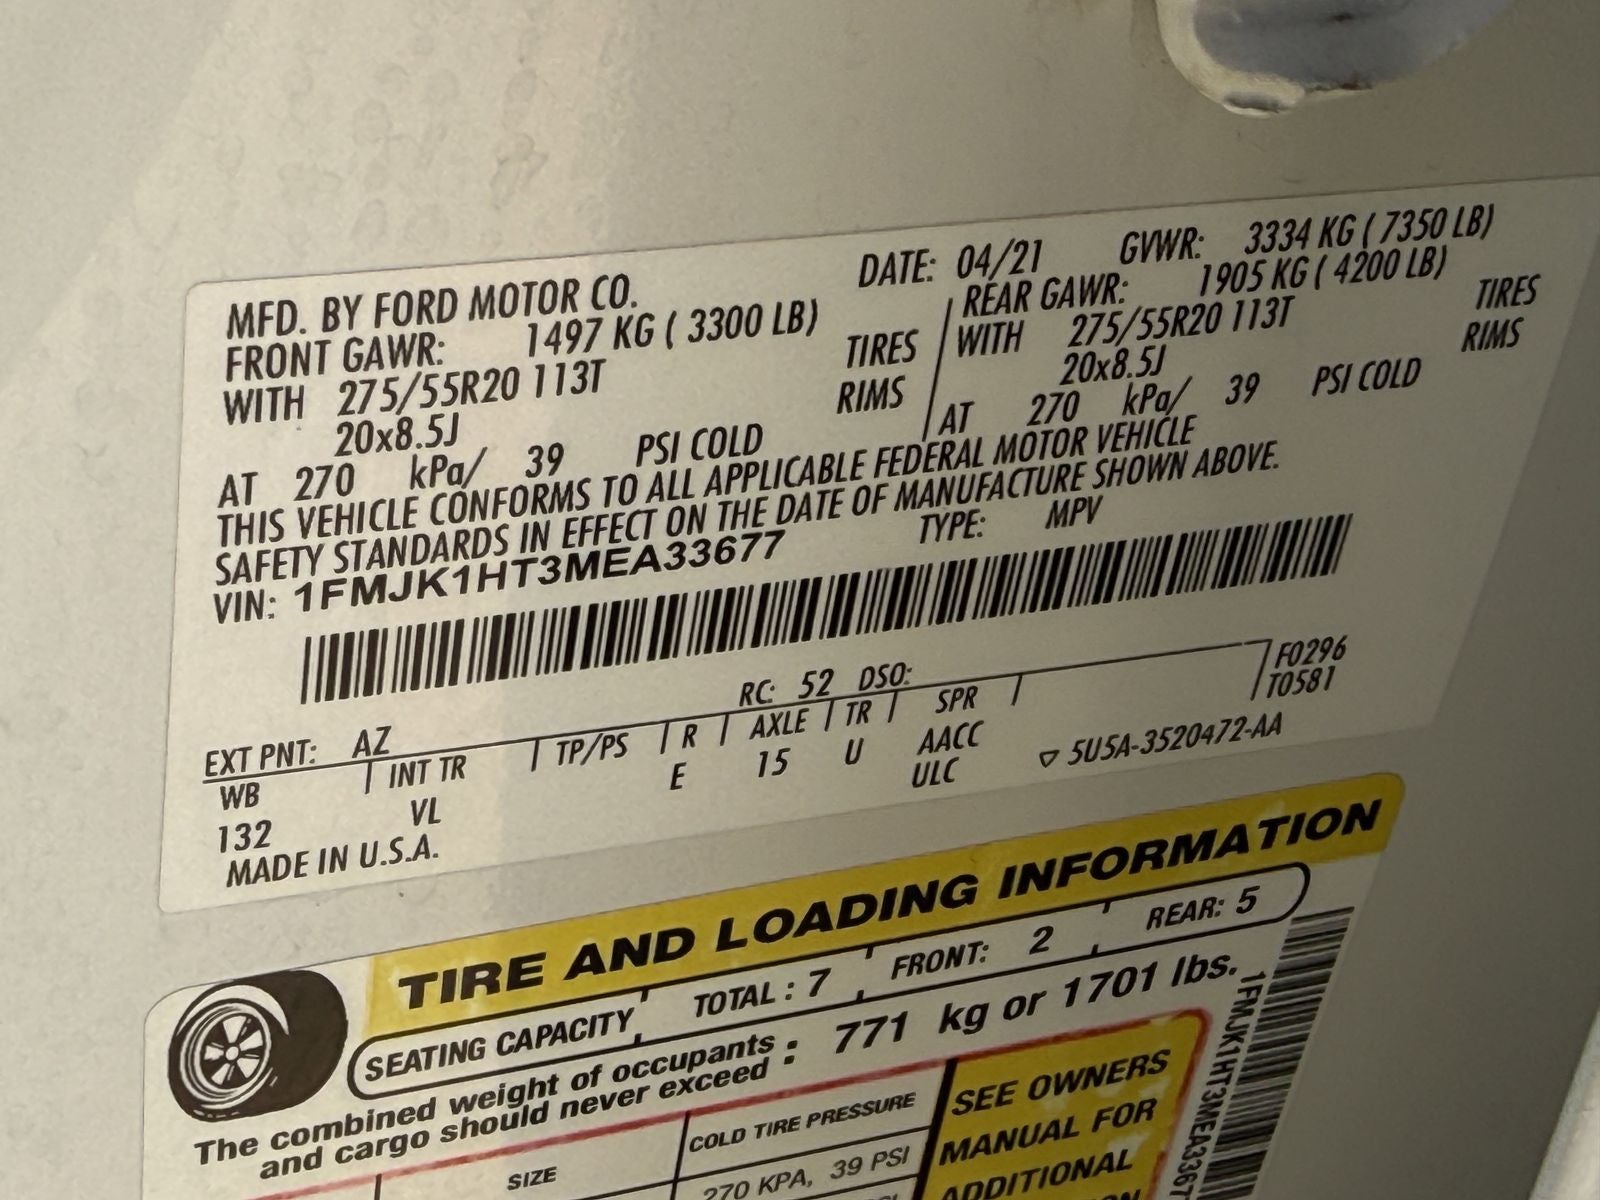 MFD. BY FORD MOTOR CO.
DATE: 04/21 GVWR: 3334 KG ( 7350 LB)
FRONT GAWR: 1497 KG ( 3300 LB)
WITH 275/55R20 113T TIRES
20x8.5J RIMS
AT 270 kPa/ 39 PSI COLD
REAR GAWR: 1905 KG ( 4200 LB)
WITH 275/55R20 113T TIRES
20x8.5J RIMS
AT 270 kPa/ 39 PSI COLD
THIS VEHICLE CONFORMS TO ALL APPLICABLE FEDERAL MOTOR VEHICLE
SAFETY STANDARDS IN EFFECT ON THE DATE OF MANUFACTURE SHOWN ABOVE.
VIN: 1FMJK1HT3MEA33677 TYPE: MPV
F0296
T0581
EXT PNT: AZ RC: 52 DSO:
WB INT TR TP/PS R AXLE TR SPR
132 VL E 15 U AACC
ULC
▽ 5U5A-3520472-AA
MADE IN U.S.A.
TIRE AND LOADING INFORMATION
SEATING CAPACITY TOTAL : 7 FRONT: 2 REAR: 5
The combined weight of occupants
and cargo should never exceed : 771 kg or 1701 lbs.
SIZE COLD TIRE PRESSURE
270 KPA, 39 PSI
SEE OWNERS
MANUAL FOR
ADDITIONAL
1FMJK1HT3MEA3367